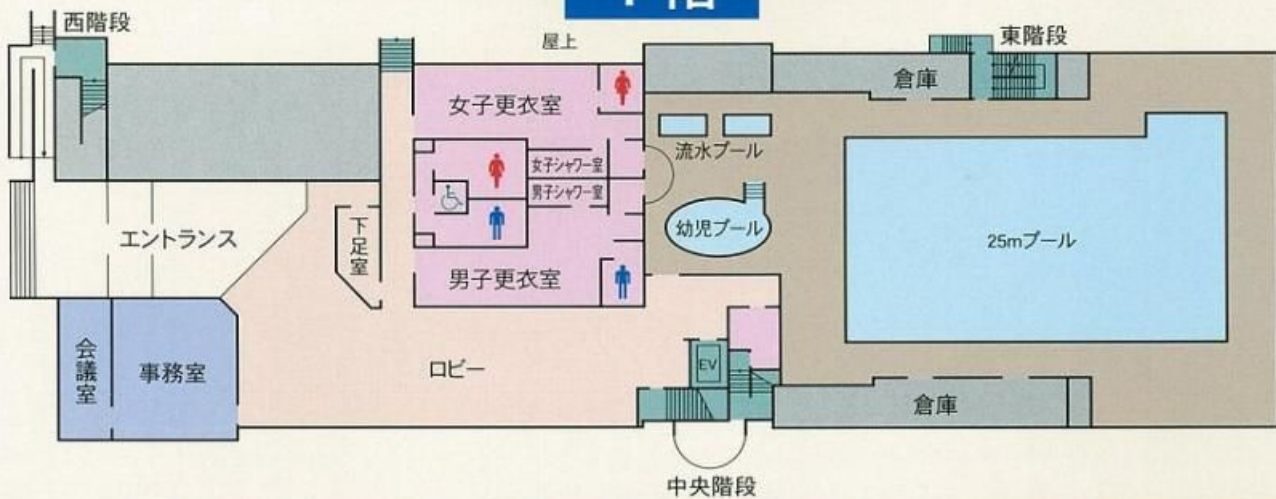 西階段
屋上
東階段
倉庫
女子更衣室
流水プール
女子シャワー室
男子シャワー室
下足室
エントランス
幼児プール
25mプール
男子更衣室
会議室
事務室
ロビー
EV
倉庫
中央階段